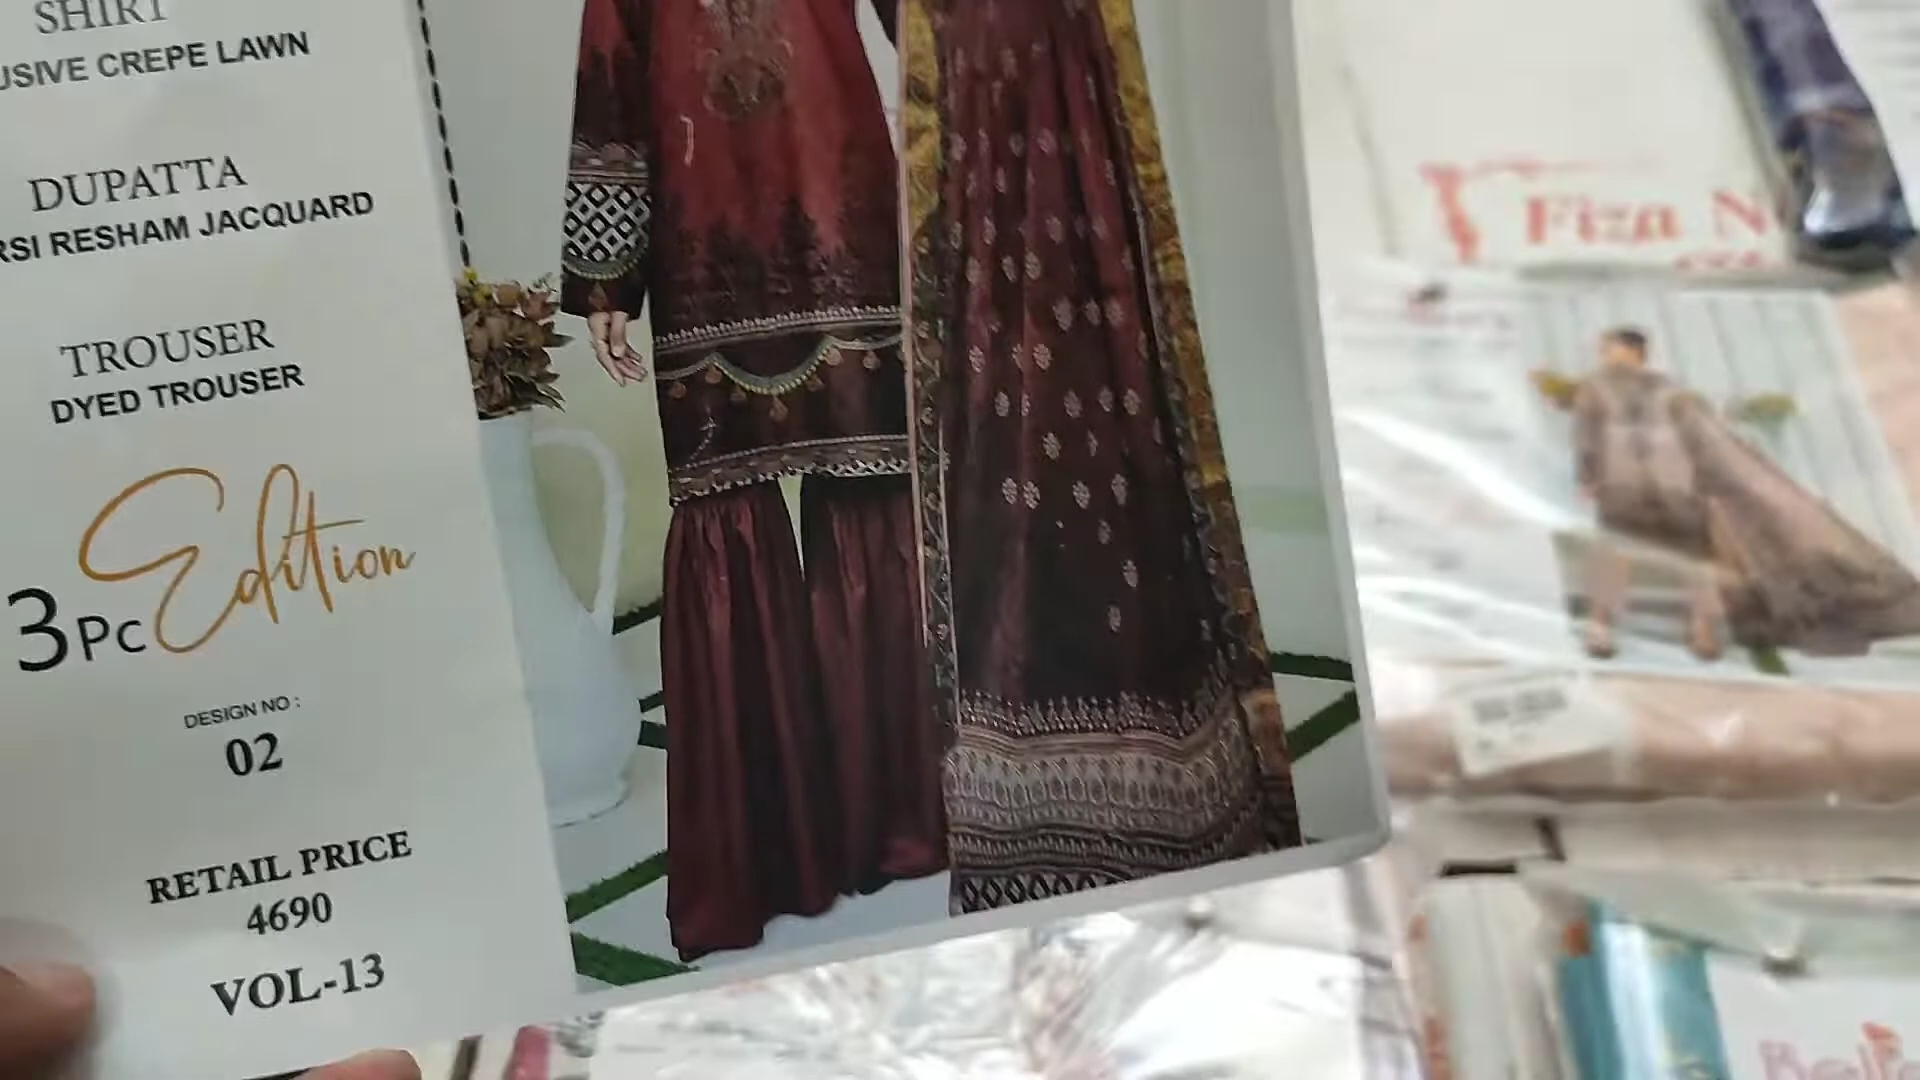 SHIRT
USIVE CREPE LAWN
DUPATTA
RSI RESHAM JACQUARD
TROUSER
DYED TROUSER
3Pc Edition
DESIGN NO :
02
RETAIL PRICE
4690
VOL-13
Fiza N